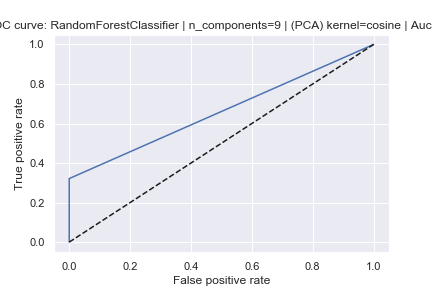 OC curve: RandomForestClassifier | n_components=9 | (PCA) kernel=cosine | Auc
1.0
0.8
0.6
0.4
0.2
0.0
True positive rate
0.0 0.2 0.4 0.6 0.8 1.0
False positive rate